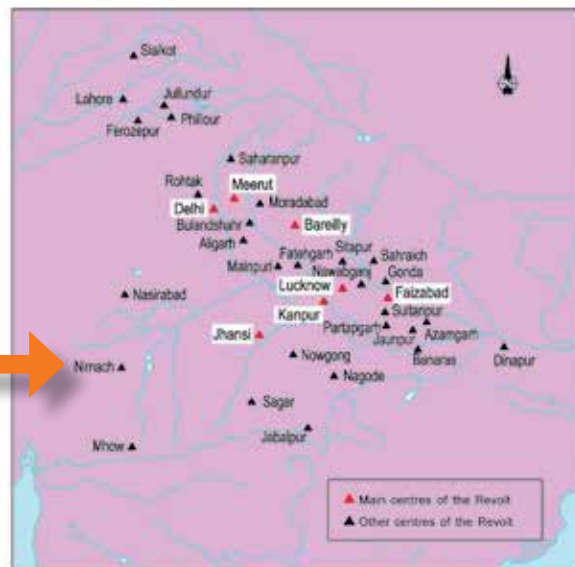 Sialkot
Lahore
Jullundur
Phillour
Ferozepur
Saharanpur
Rohtak
Meerut
Moradabad
Delhi
Bulandshahr
Bareilly
Aligarh
Sitapur
Fatehgarh
Bahraich
Mainpuri
Nawabganj
Gonda
Lucknow
Faizabad
Nasirabad
Kanpur
Sultanpur
Partapgarh
Azamgarh
Jhansi
Jaunpur
Banaras
Dinapur
Nowgong
Nimach
Nagode
Sagar
Jabalpur
Mhow
Main centres of the Revolt
Other centres of the Revolt